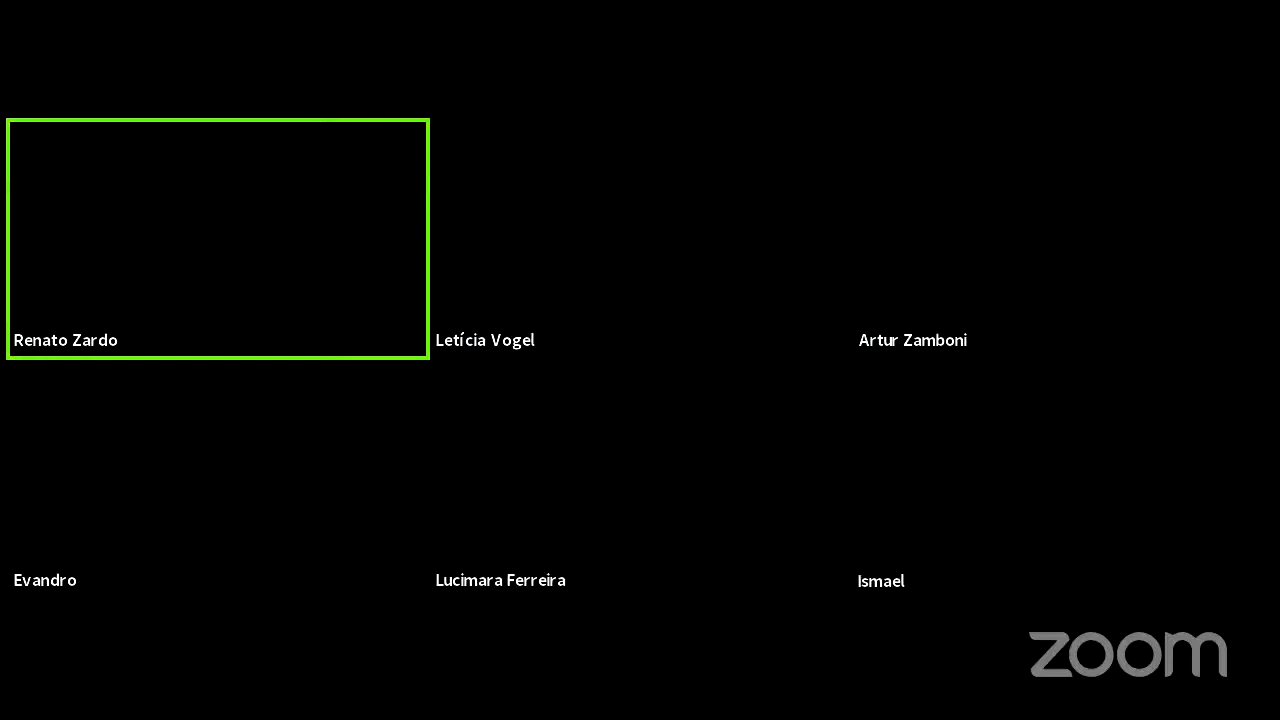 Renato Zardo
Letícia Vogel
Artur Zamboni
Evandro
Lucimara Ferreira
Ismael
zoom